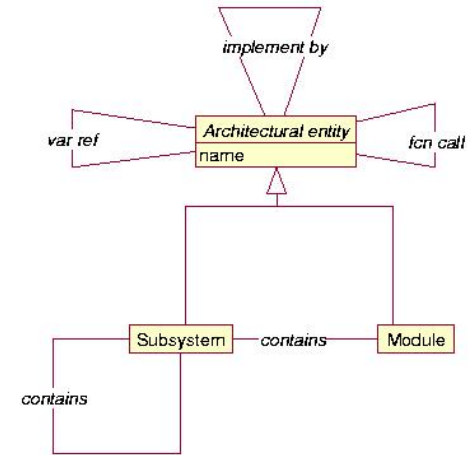 implement by
Architectural entity
var ref
fcn call
name
Subsystem
contains
Module
contains